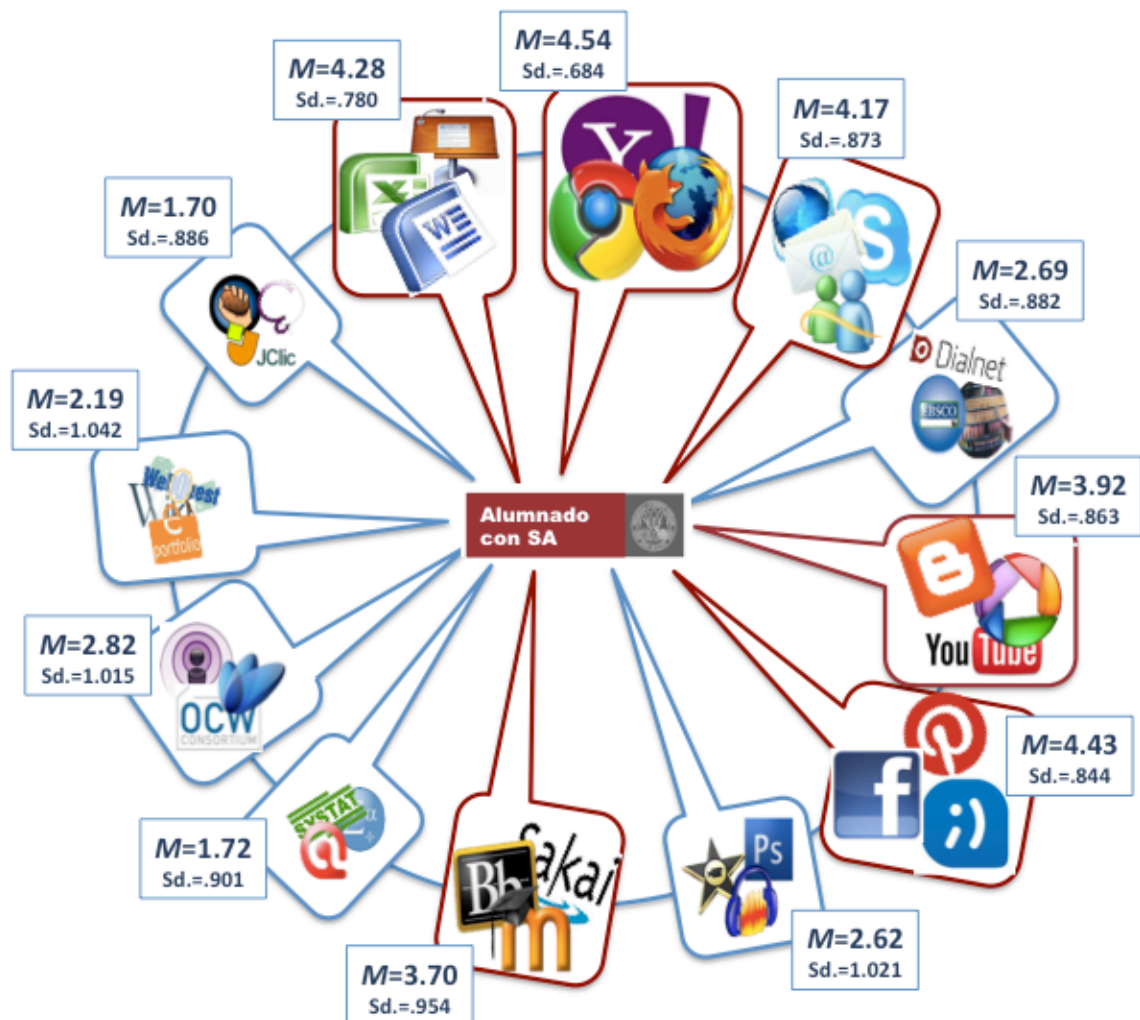 M=4.54
Sd.=.684
M=4.28
Sd.=.780
M=4.17
Sd.=.873
Y!
W
S
@
M=1.70
Sd.=.886
JClic
M=2.69
Sd.=.882
Dialnet
EBSCO
M=2.19
Sd.=1.042
WebQuest
W
e
portfolio
M=3.92
Sd.=.863
Alumnado
con SA
You Tube
M=2.82
Sd.=1.015
OCW
CONSORTIUM
M=4.43
Sd.=.844
f
;)
SYSTAT
α
M=1.72
Sd.=.901
Sakai
Bb
m
Ps
M=2.62
Sd.=1.021
M=3.70
Sd.=.954